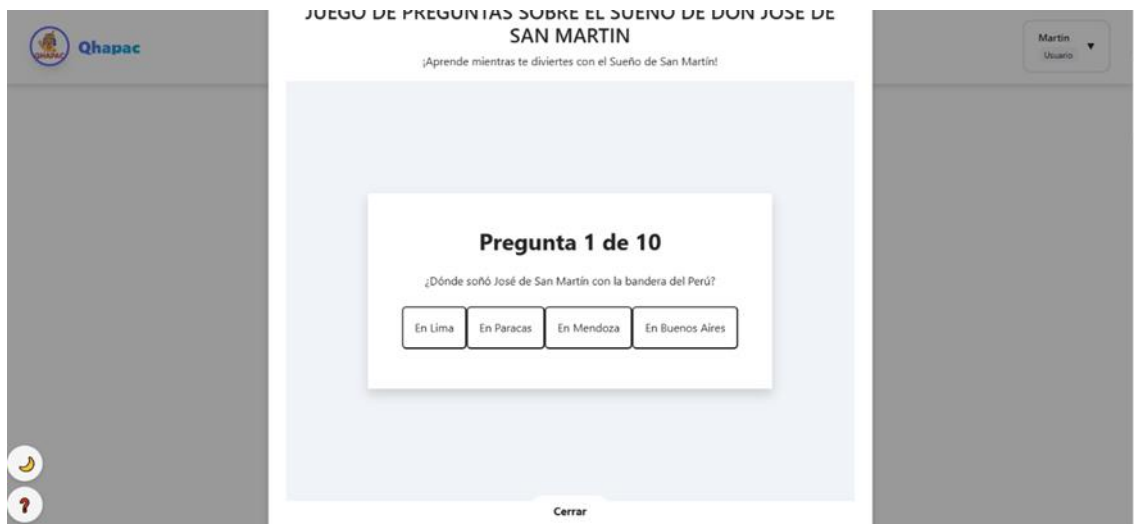 JUEGO DE PREGUNTAS SOBRE EL SUEÑO DE DON JOSE DE
SAN MARTIN
¡Aprende mientras te diviertes con el Sueño de San Martín!
QHAPAC
Qhapac
Martin
Usuario
Pregunta 1 de 10
¿Dónde soñó José de San Martín con la bandera del Perú?
En Lima
En Paracas
En Mendoza
En Buenos Aires
Cerrar